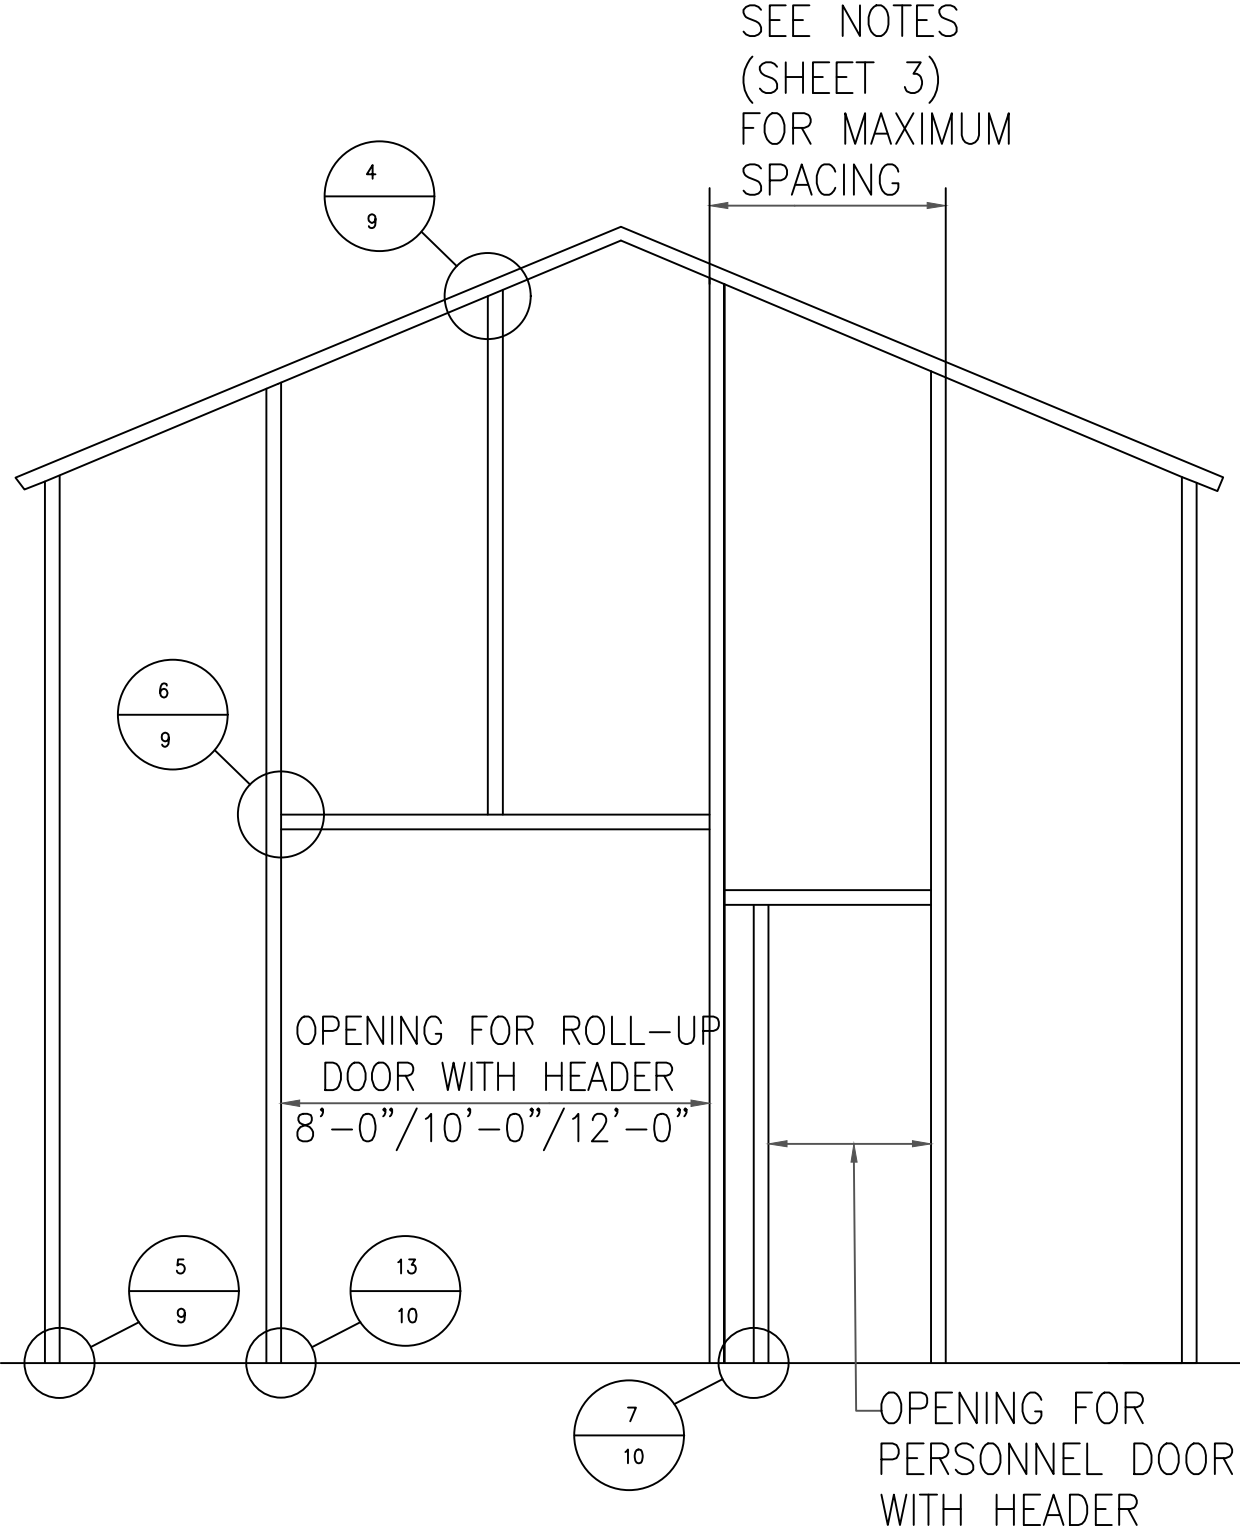 SEE NOTES
(SHEET 3)
FOR MAXIMUM
SPACING
4
9
6
9
OPENING FOR ROLL-UP
DOOR WITH HEADER
8'-0"/10'-0"/12'-0"
5
9
13
10
7
10
OPENING FOR
PERSONNEL DOOR
WITH HEADER